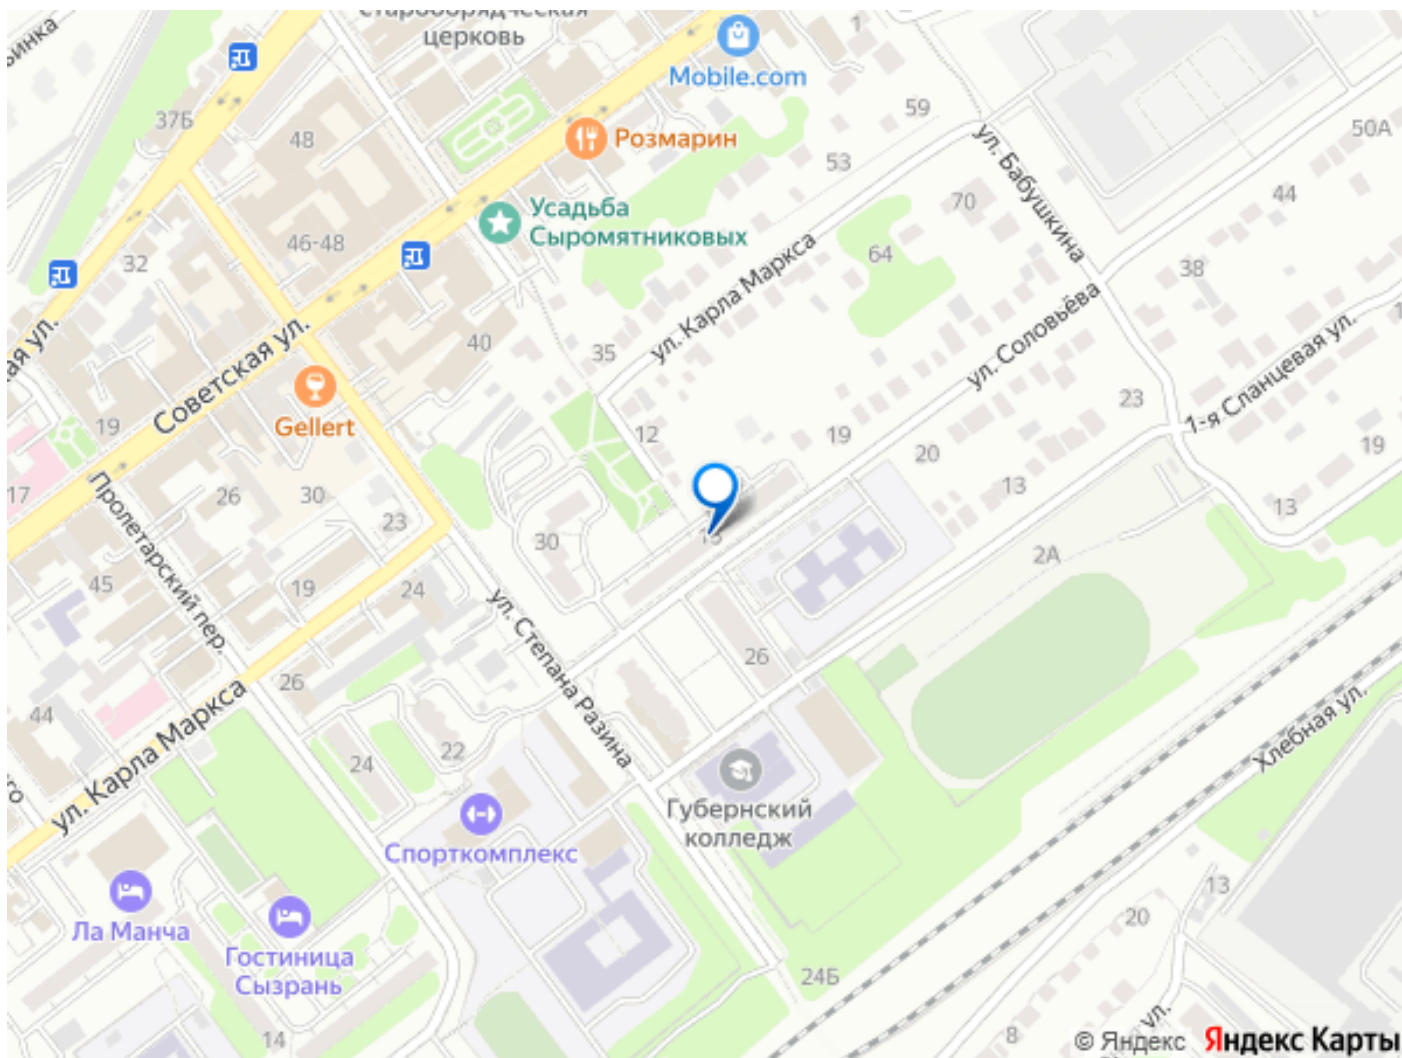 церковь
Mobile.com
1
59
50А
37Б
48
Розмарин
53
ул. Бабушкина
44
70
Усадьба
Сыромятниковых
46-48
32
64
38
ул. Карла Маркса
ул. Соловьёва
40
35
1-я Сланцевая ул.
Советская ул.
Gellert
23
19
12
19
20
19
17
26
30
23
13
13
Пролетарский пер.
30
2А
45
19
24
ул. Степана Разина
26
26
44
ул. Карла Маркса
22
24
Хлебная ул.
Губернский
колледж
Спорткомплекс
13
20
Ла Манча
Гостиница
Сызрань
24Б
14
8
ул.
© Яндекс Яндекс Карты